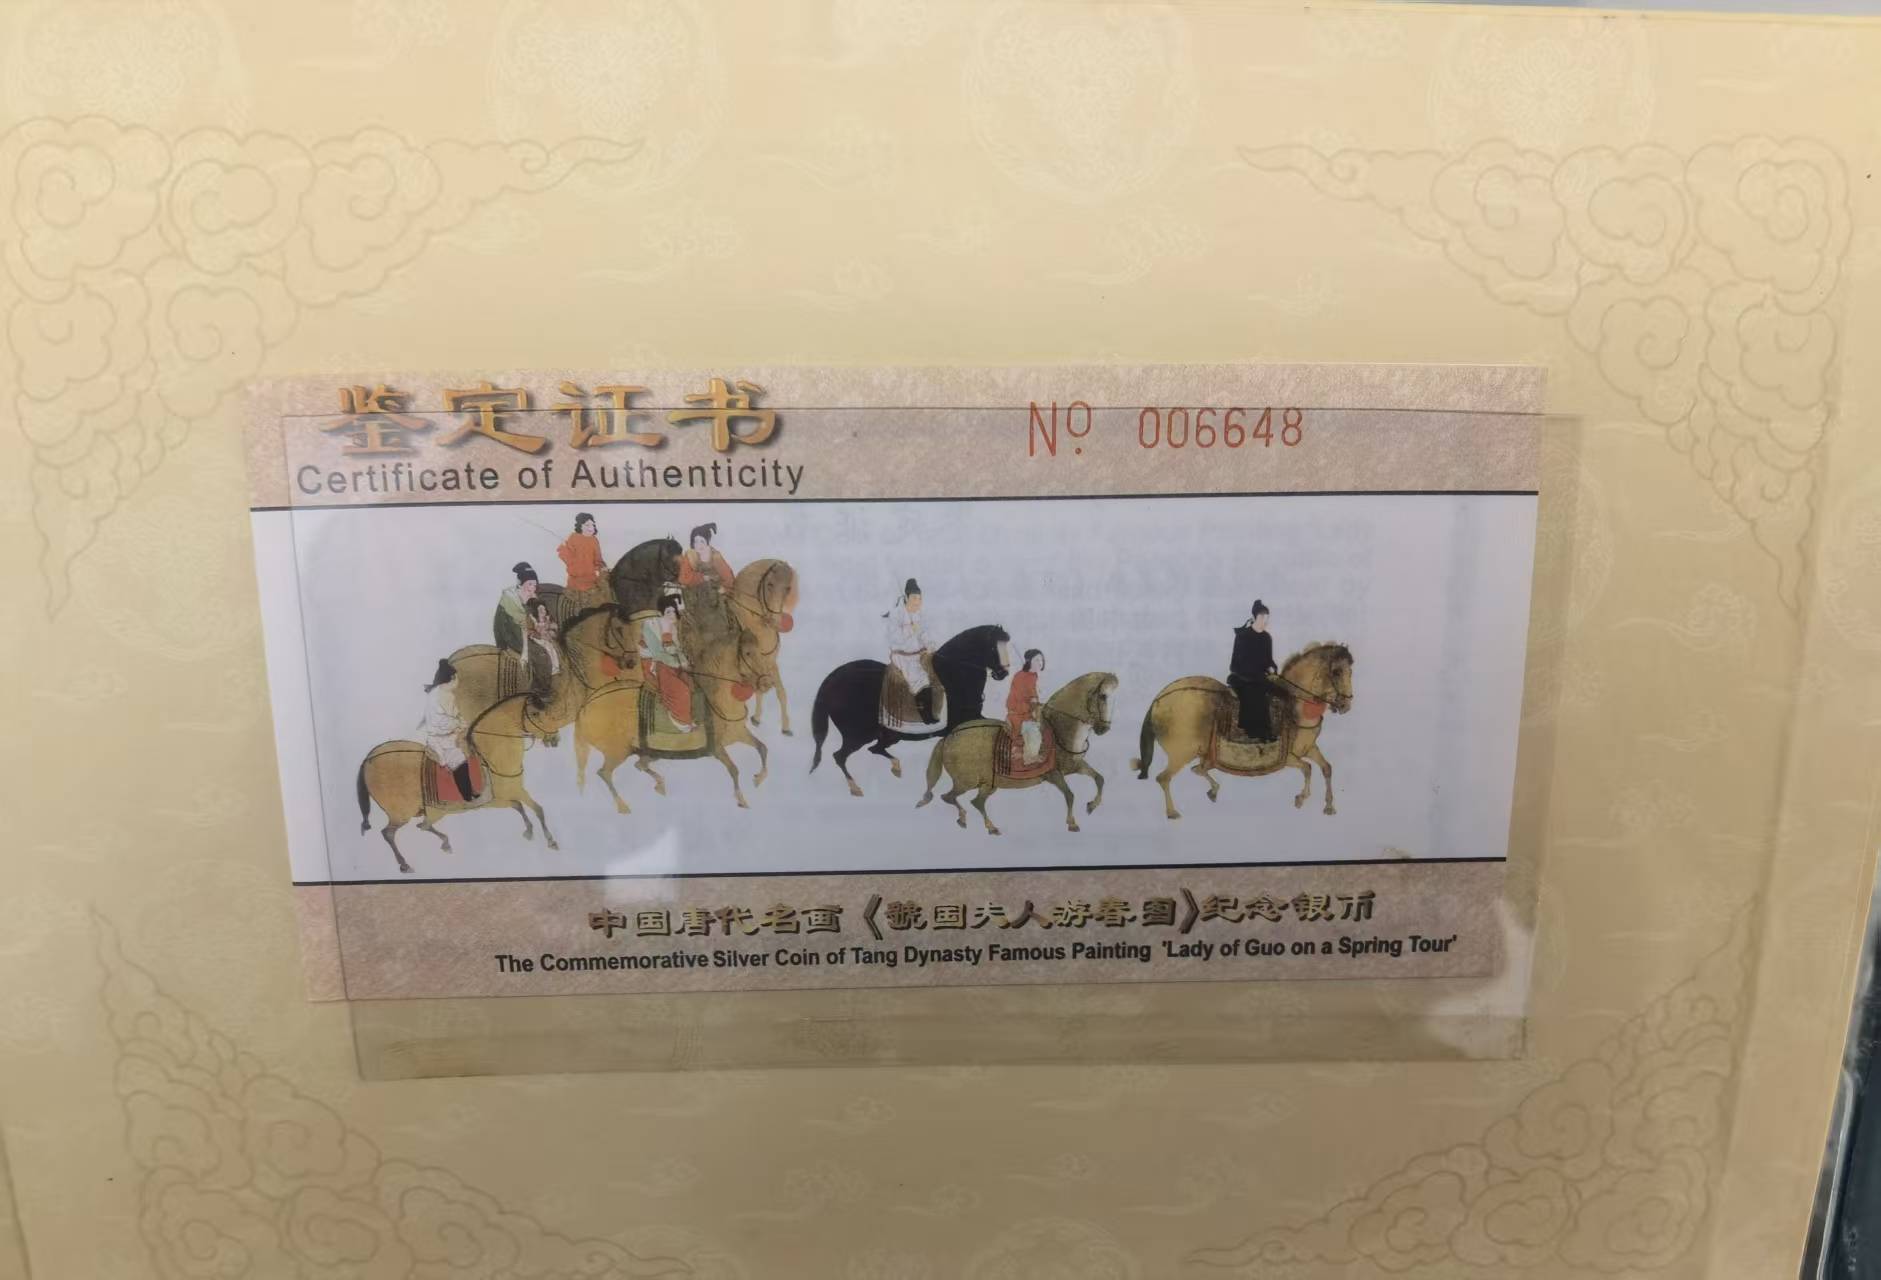 鉴定证书
Certificate of Authenticity
No 006648
中国唐代名画《虢国夫人游春图》纪念银币
The Commemorative Silver Coin of Tang Dynasty Famous Painting 'Lady of Guo on a Spring Tour'